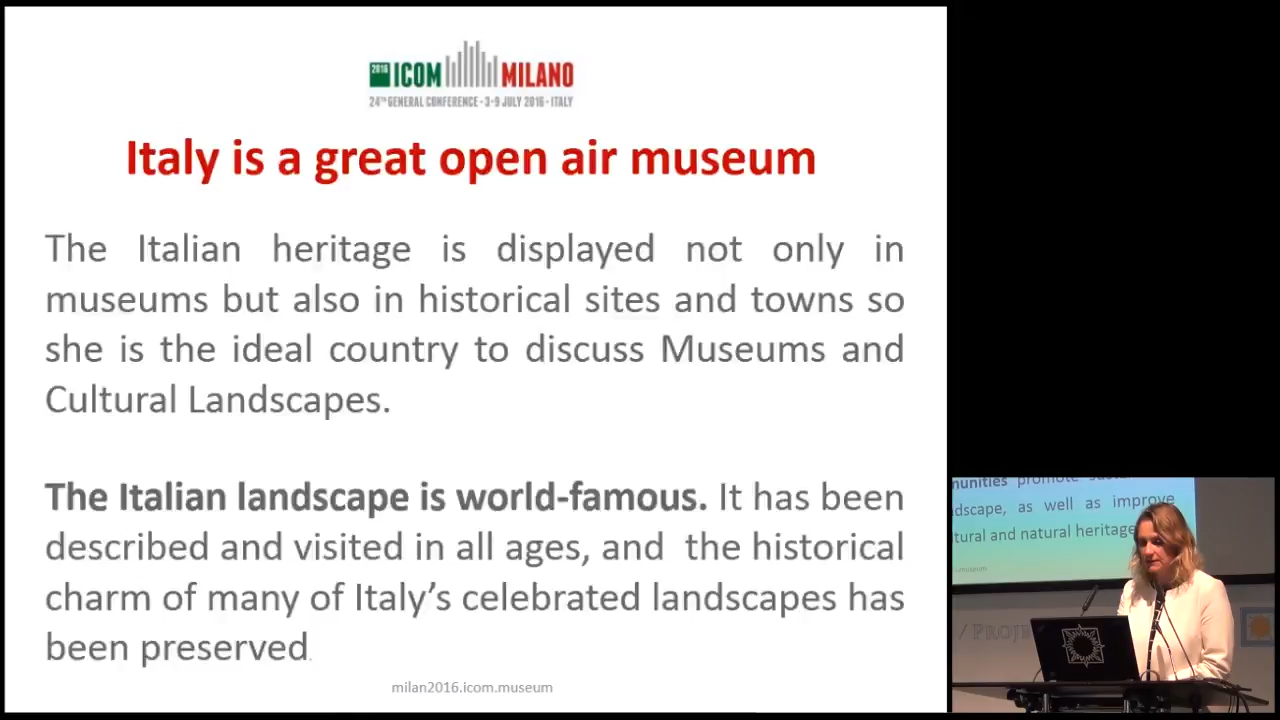 2016 ICOM MILANO
24TH GENERAL CONFERENCE - 3-9 JULY 2016 - ITALY
Italy is a great open air museum
The Italian heritage is displayed not only in
museums but also in historical sites and towns so
she is the ideal country to discuss Museums and
Cultural Landscapes.
The Italian landscape is world-famous. It has been
described and visited in all ages, and the historical
charm of many of Italy's celebrated landscapes has
been preserved.
milan2016.icom.museum
munities promote
dscape, as well as improve
tural and natural heritage
.museum
/ PROJ